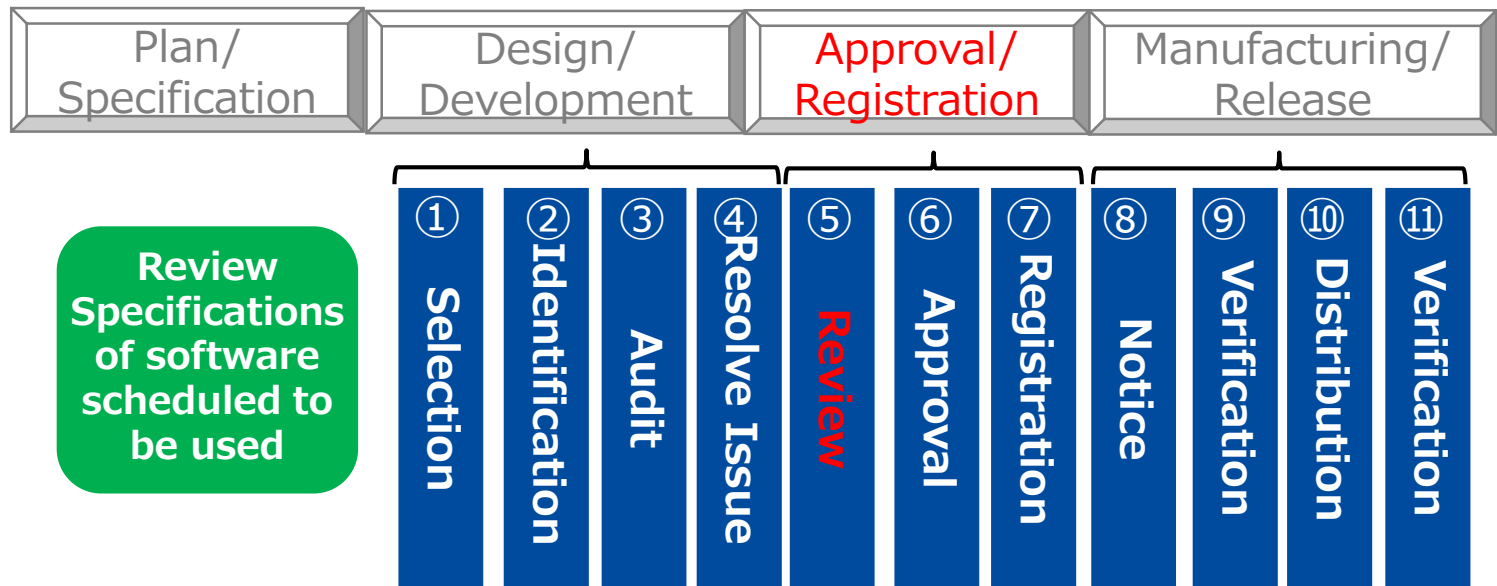 Plan/
Specification
Design/
Development
Approval/
Registration
Manufacturing/
Release
Review
Specifications
of software
scheduled to
be used
① Selection
② Identification
③ Audit
④ Resolve Issue
⑤ Review
⑥ Approval
⑦ Registration
⑧ Notice
⑨ Verification
⑩ Distribution
⑪ Verification